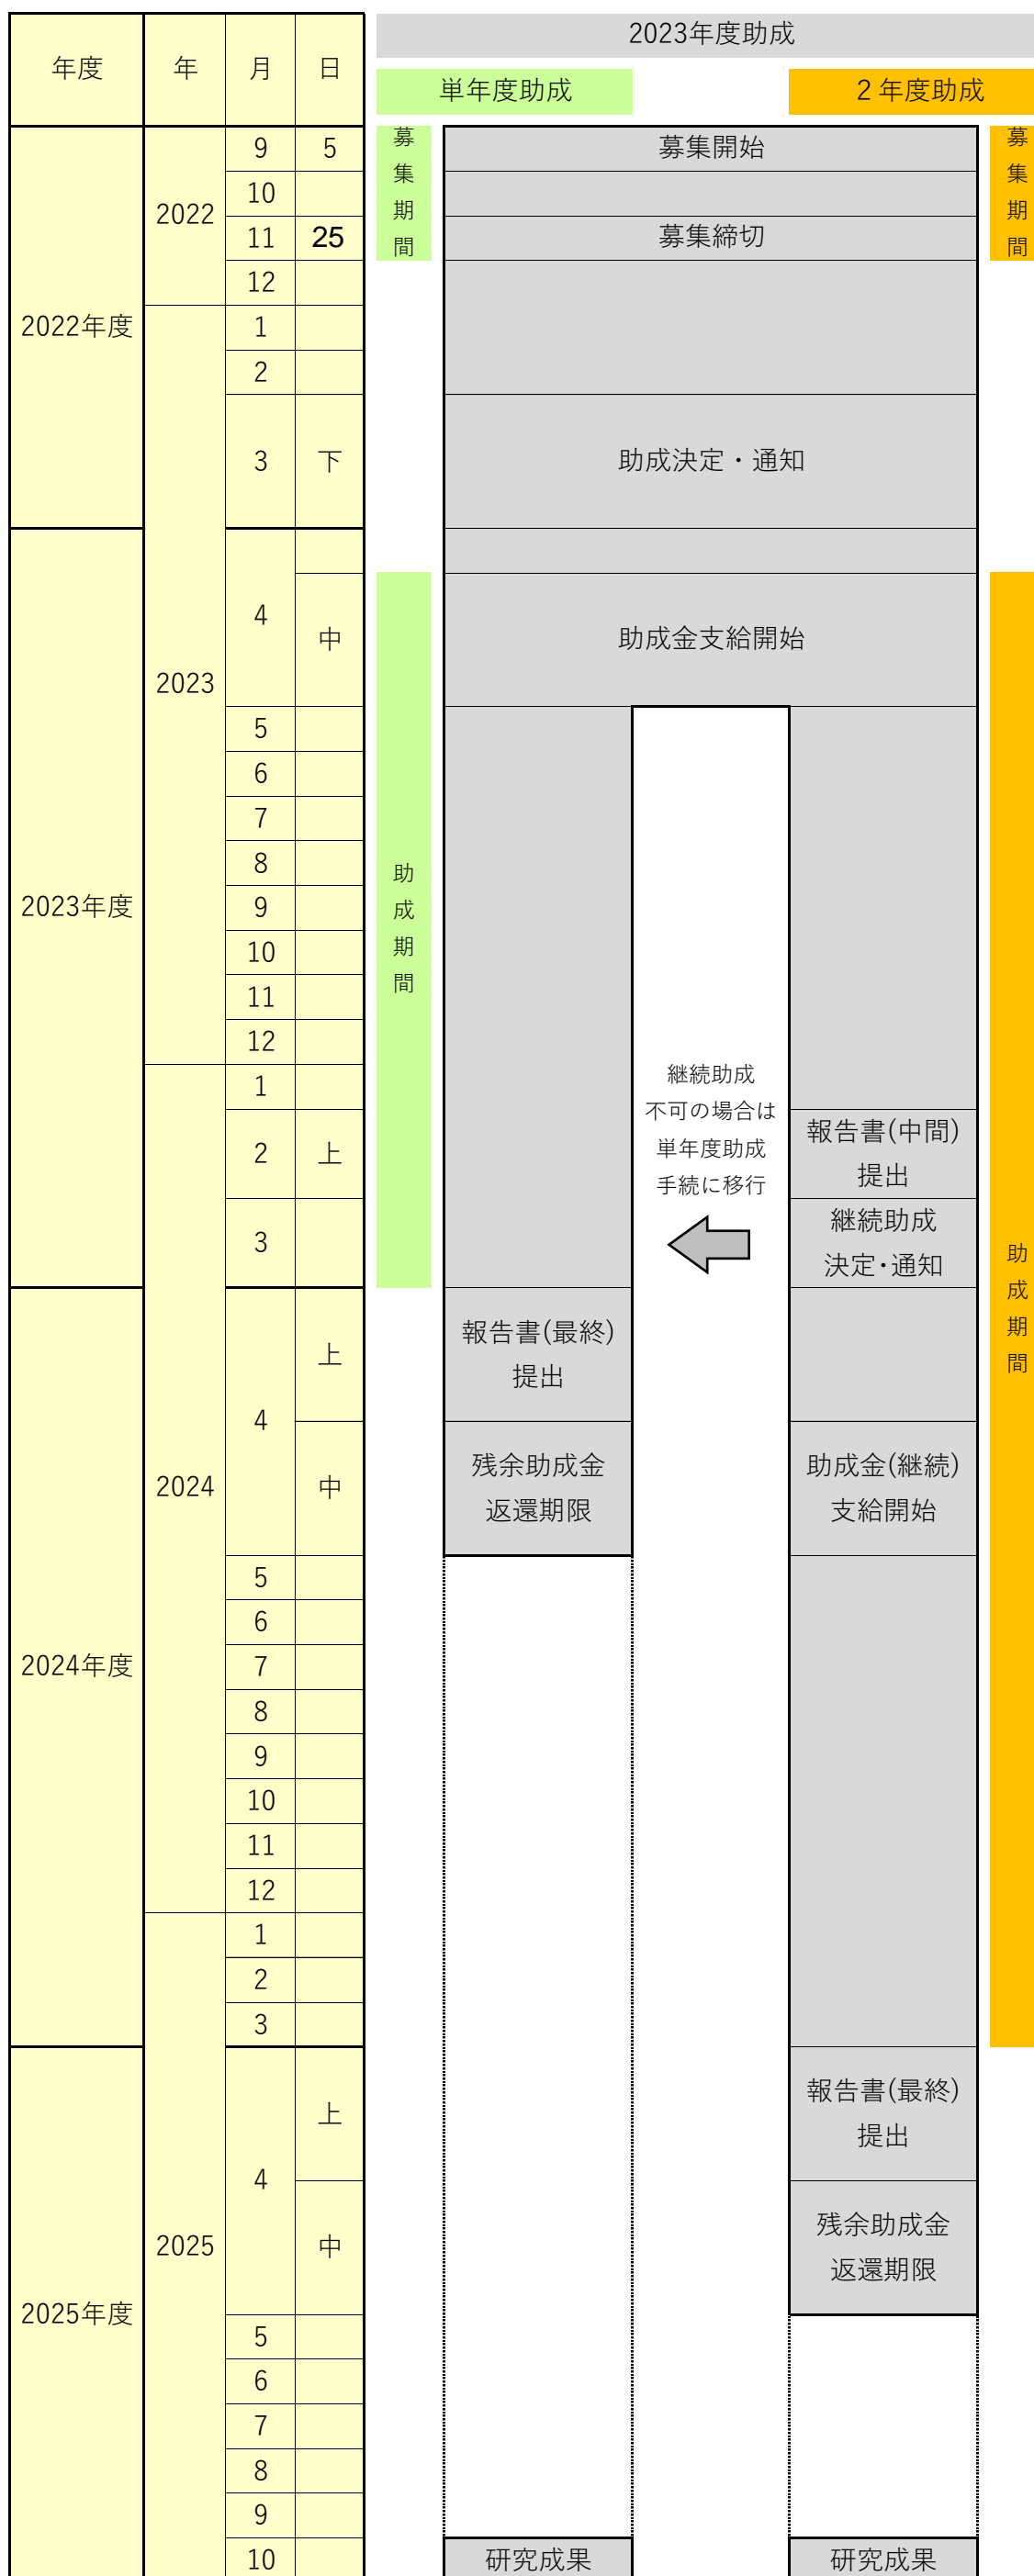 2023年度助成
年度 年 月 日
単年度助成 2年度助成
募集期間 募集期間
2022年度 2022 9 5 募集開始
10
11 25 募集締切
12
2023 1
2
3 下 助成決定・通知
2023年度 4
中 助成金支給開始
助成期間 助成期間
5
6
7
8
9
10
11
12
2024 1
継続助成
不可の場合は
単年度助成
手続に移行
2 上 報告書(中間)
提出
3 継続助成
決定・通知
2024年度 4 上 報告書(最終)
提出
中 残余助成金 助成金(継続)
返還期限 支給開始
5
6
7
8
9
10
11
12
2025 1
2
3
2025年度 4 上 報告書(最終)
提出
中 残余助成金
返還期限
5
6
7
8
9
10 研究成果 研究成果